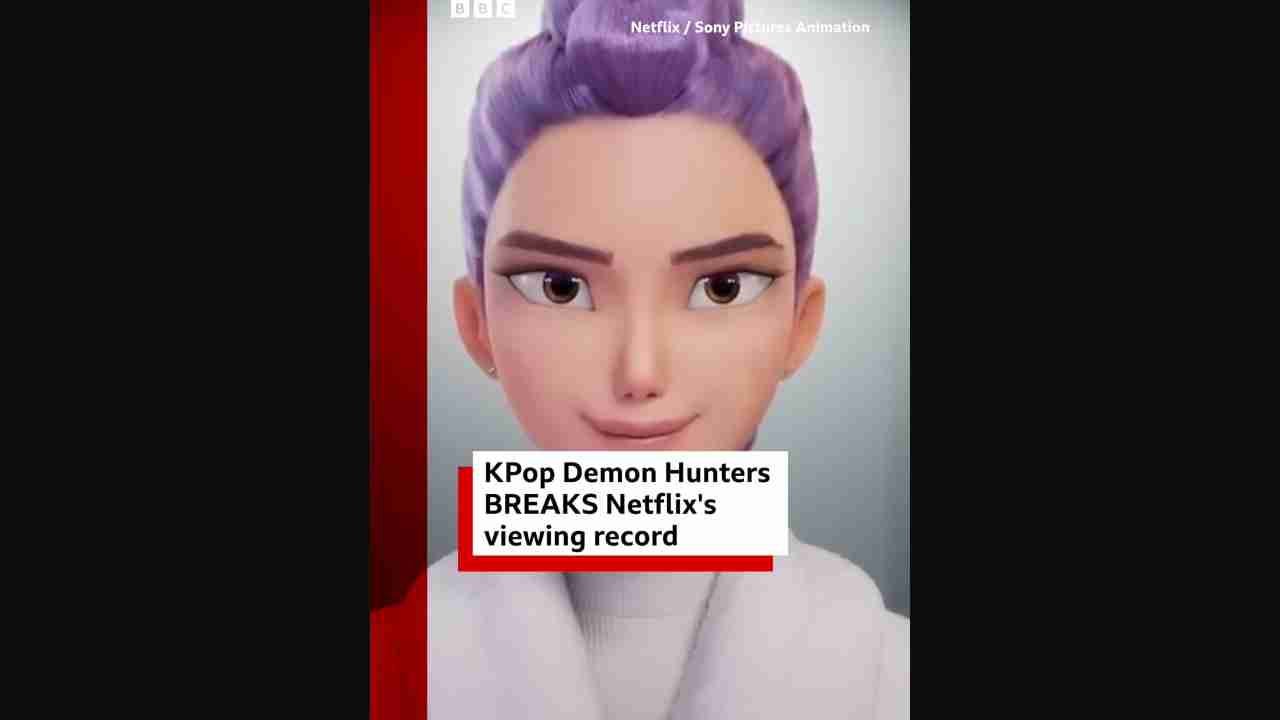 BBC
Netflix / Sony Pictures Animation
KPop Demon Hunters
BREAKS Netflix's
viewing record